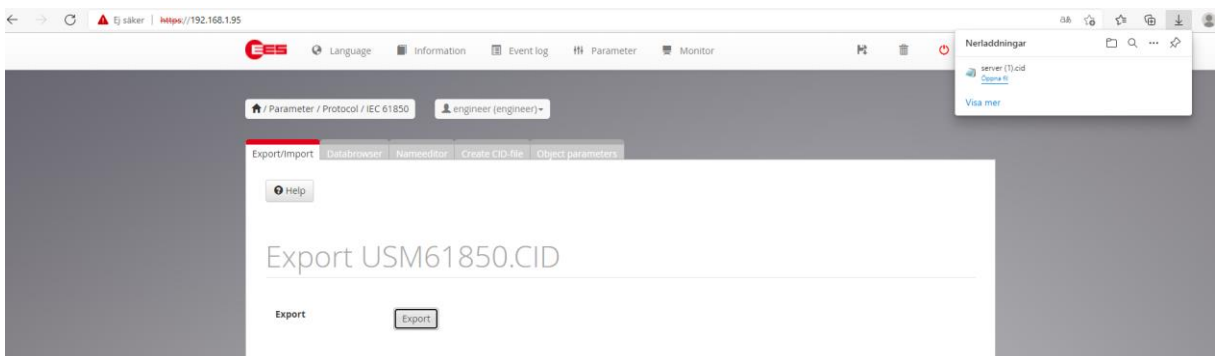 Ej säker | https://192.168.1.95
EES Language Information Event log Parameter Monitor
Nerladdningar
server (1).cid
Öppna fil
Visa mer
/ Parameter / Protocol / IEC 61850 engineer (engineer)
Export/Import Databrowser Nameeditor Create CID-file Object parameters
Help
Export USM61850.CID
Export Export